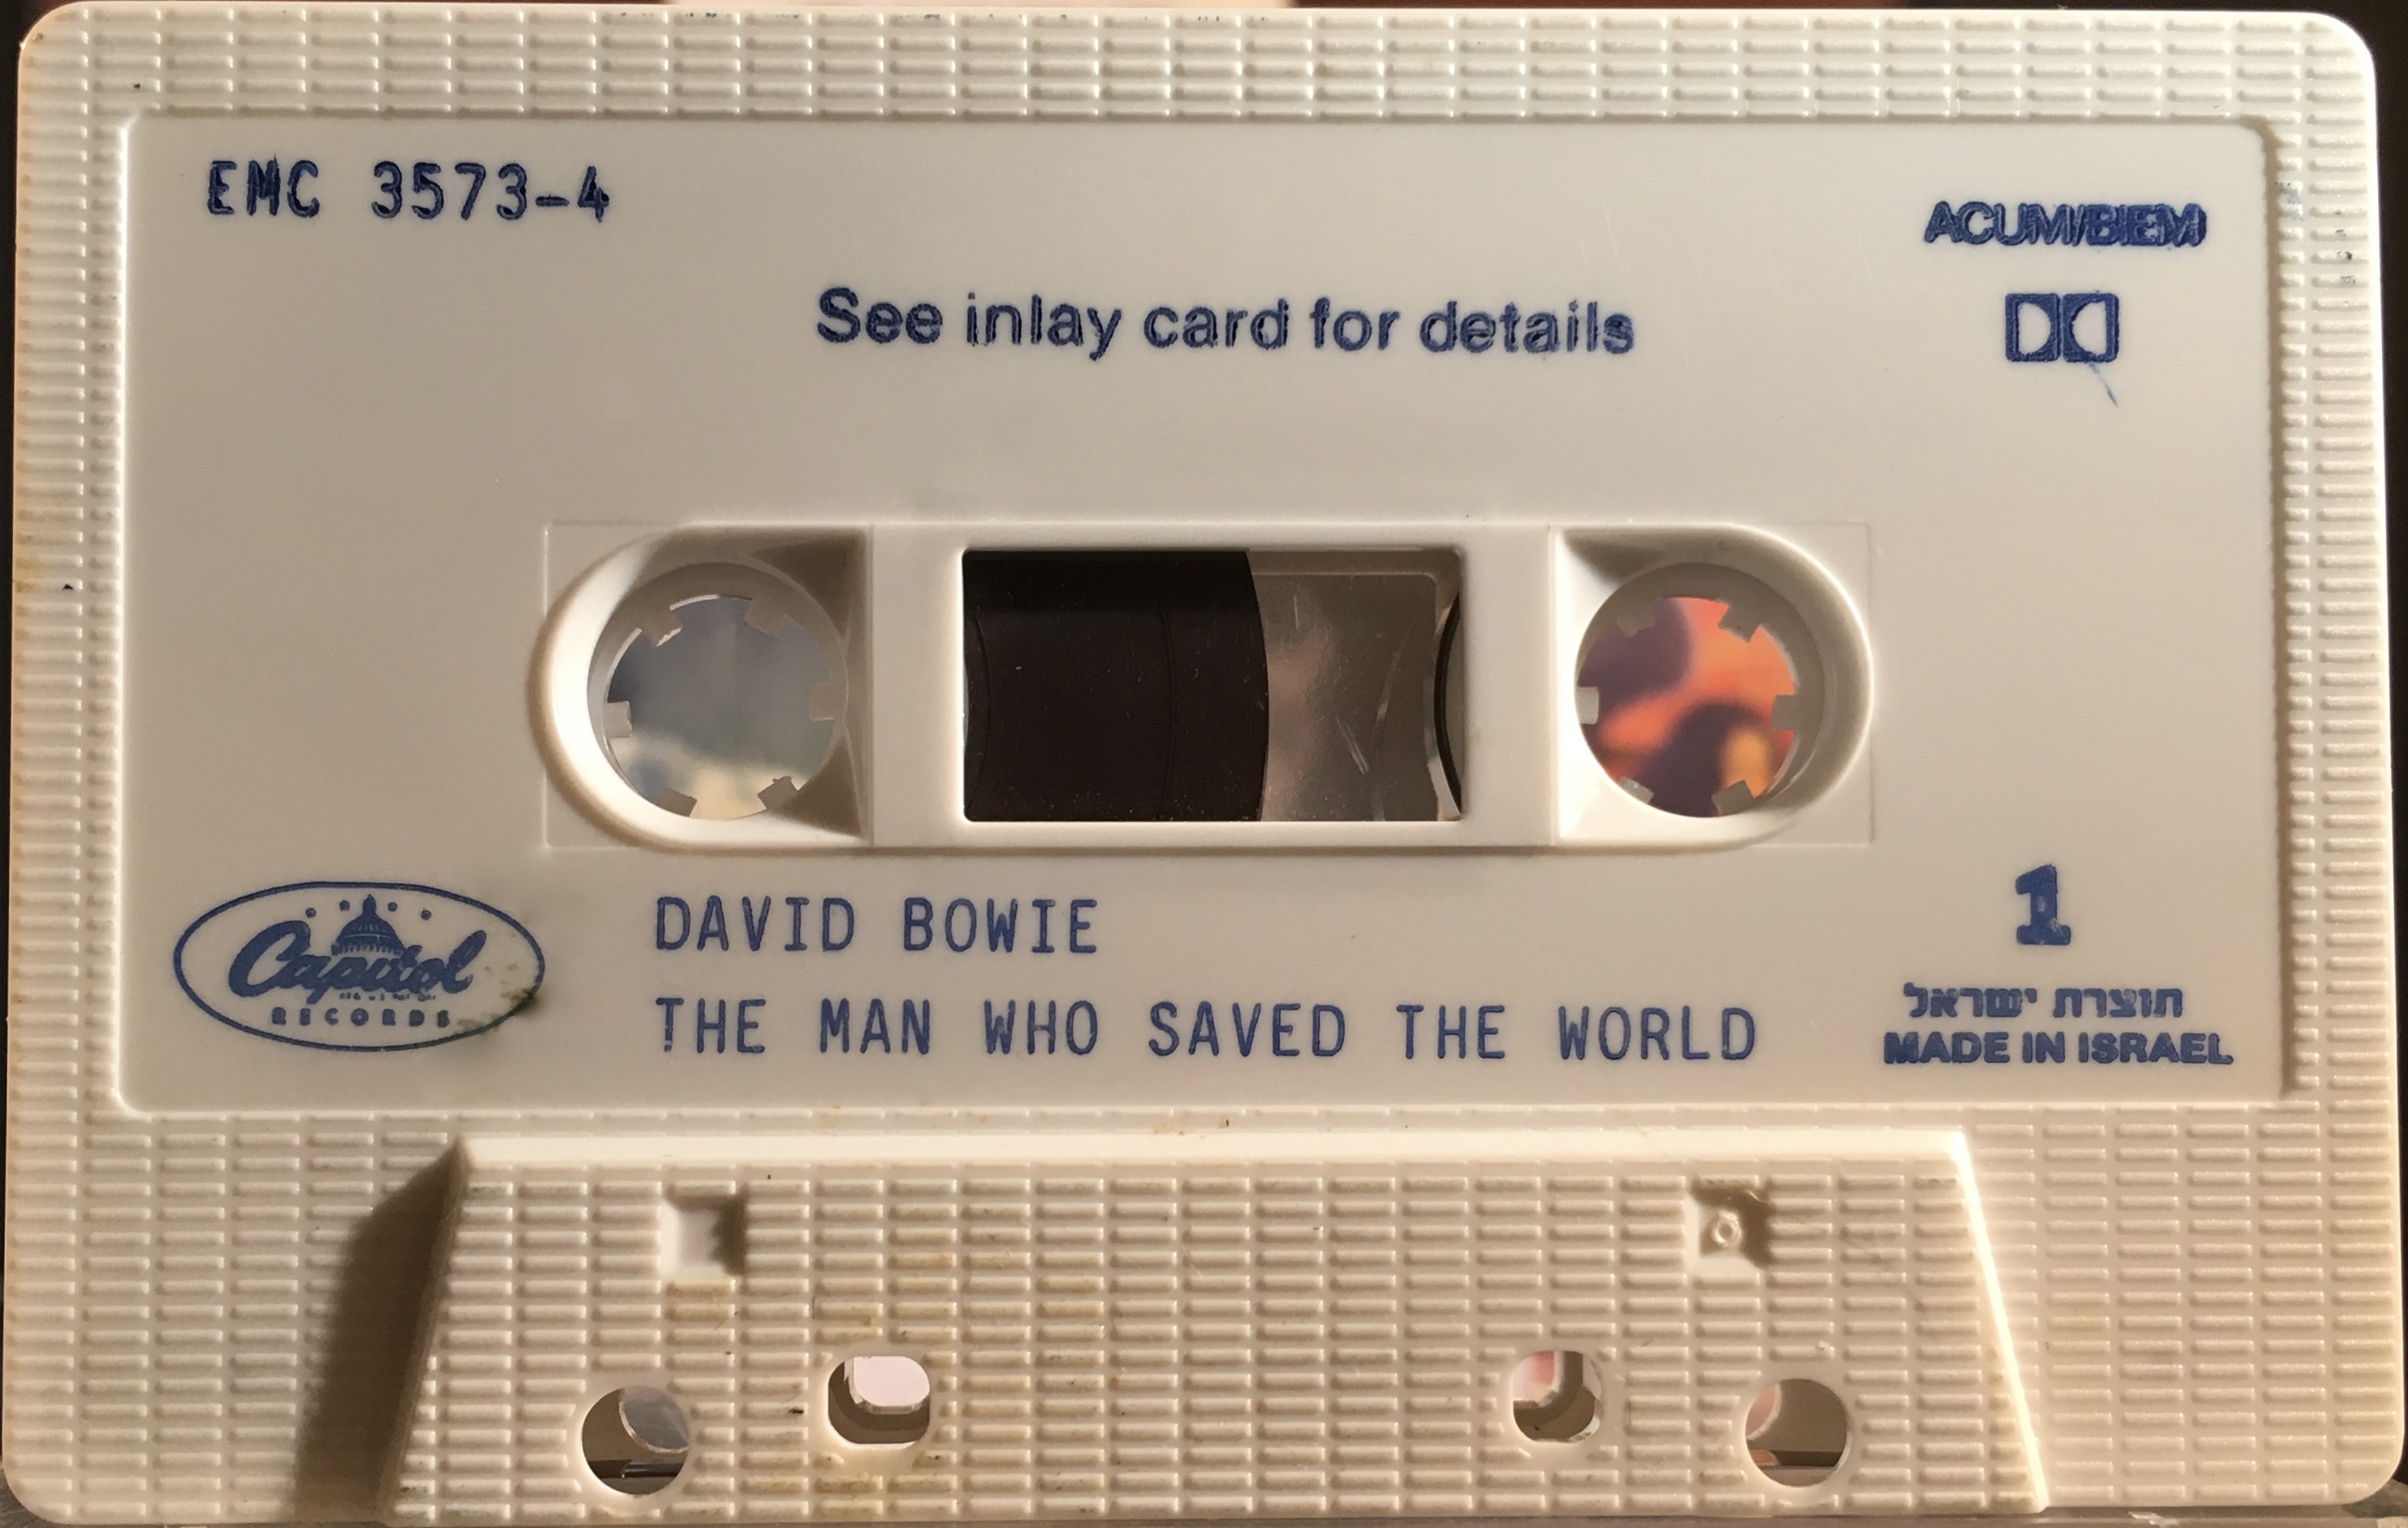 EMC 3573-4
ACUM/BIEM
See inlay card for details
Capitol
RECORDS
DAVID BOWIE
THE MAN WHO SAVED THE WORLD
1
תוצרת ישראל
MADE IN ISRAEL